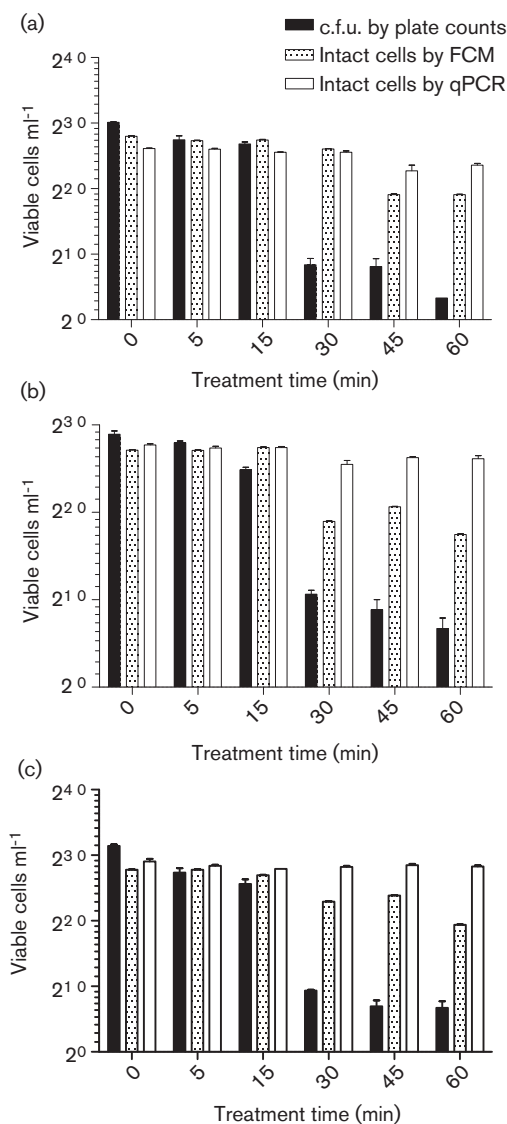 (a)
c.f.u. by plate counts
Intact cells by FCM
Intact cells by qPCR
Viable cells ml⁻¹
2⁴⁰
2³⁰
2²⁰
2¹⁰
2⁰
0 5 15 30 45 60
Treatment time (min)
(b)
Viable cells ml⁻¹
2³⁰
2²⁰
2¹⁰
2⁰
0 5 15 30 45 60
Treatment time (min)
(c)
Viable cells ml⁻¹
2⁴⁰
2³⁰
2²⁰
2¹⁰
2⁰
0 5 15 30 45 60
Treatment time (min)